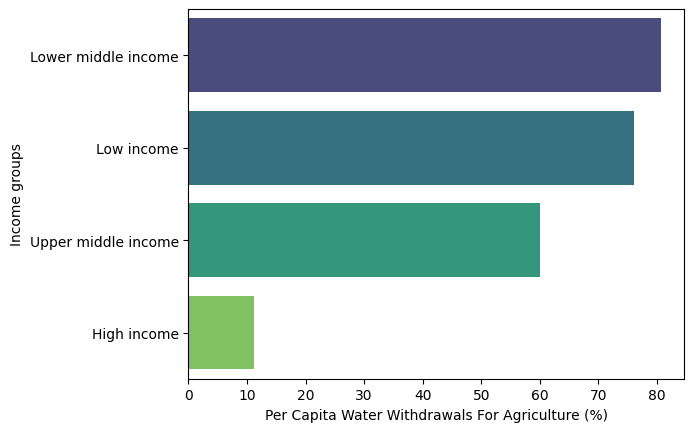 Income groups
Lower middle income
Low income
Upper middle income
High income
0 10 20 30 40 50 60 70 80
Per Capita Water Withdrawals For Agriculture (%)